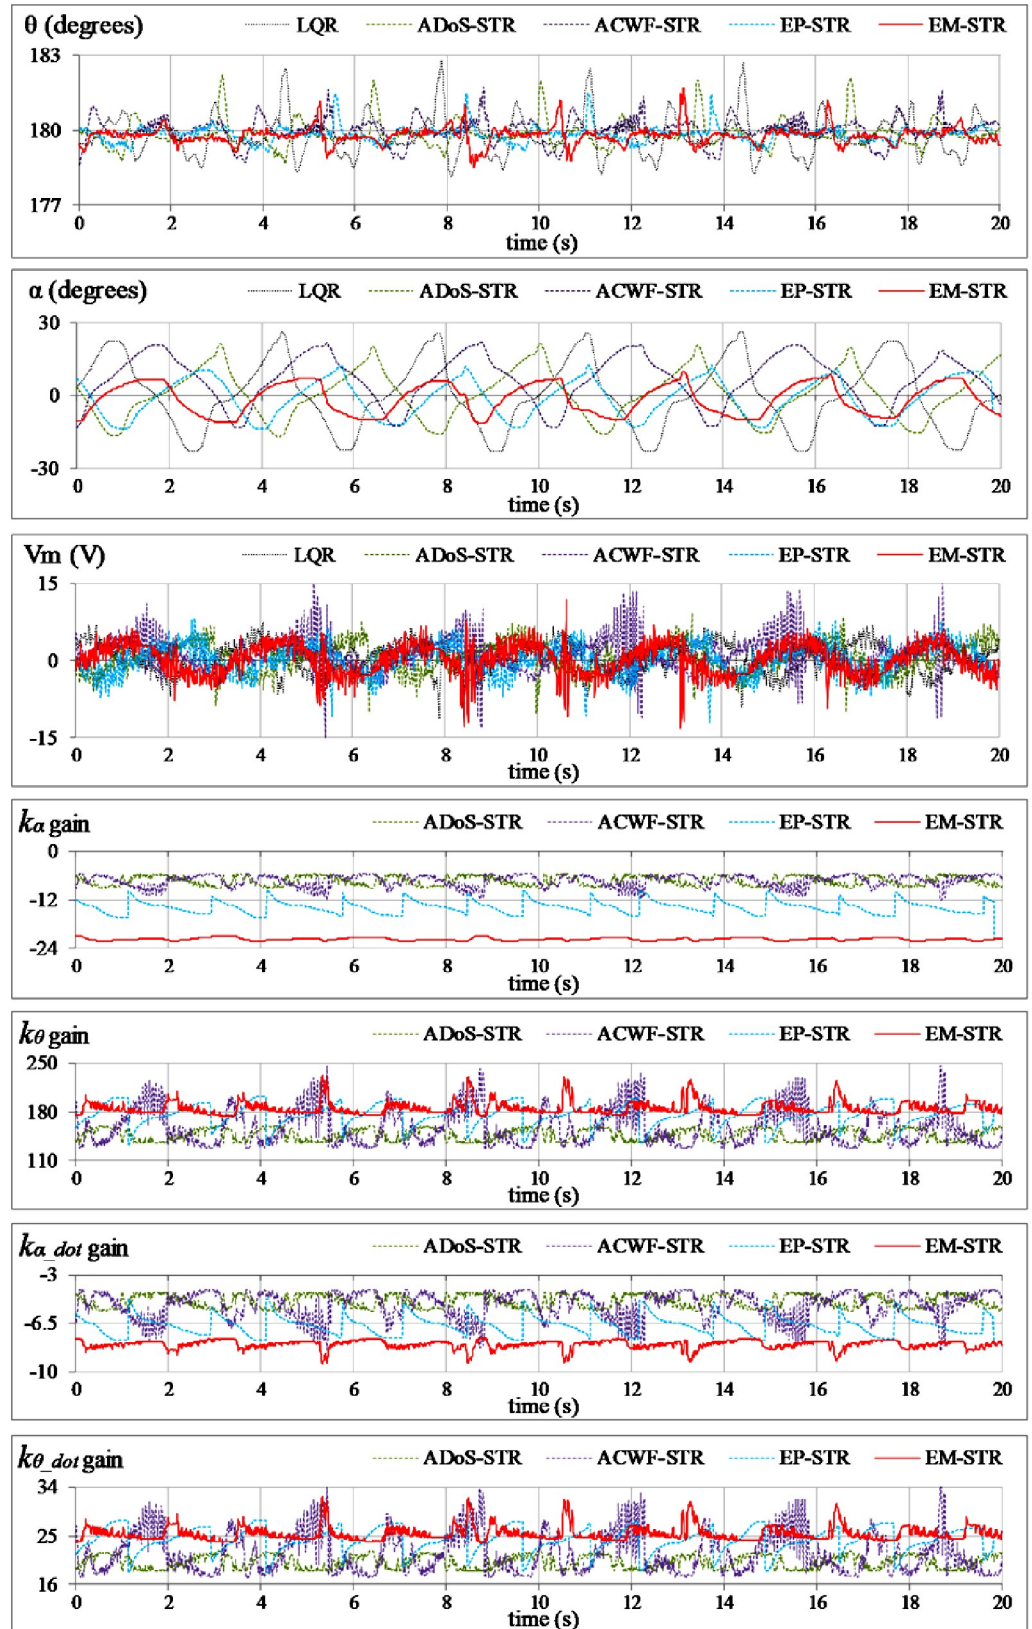 θ (degrees) LQR ADoS-STR ACWF-STR EP-STR EM-STR
183
180
177
0 2 4 6 8 10 12 14 16 18 20
time (s)
α (degrees) LQR ADoS-STR ACWF-STR EP-STR EM-STR
30
0
-30
0 2 4 6 8 10 12 14 16 18 20
time (s)
Vm (V) LQR ADoS-STR ACWF-STR EP-STR EM-STR
15
0
-15
0 2 4 6 8 10 12 14 16 18 20
time (s)
kα gain ADoS-STR ACWF-STR EP-STR EM-STR
0
-12
-24
0 2 4 6 8 10 12 14 16 18 20
time (s)
kθ gain ADoS-STR ACWF-STR EP-STR EM-STR
250
180
110
0 2 4 6 8 10 12 14 16 18 20
time (s)
kα_dot gain ADoS-STR ACWF-STR EP-STR EM-STR
-3
-6.5
-10
0 2 4 6 8 10 12 14 16 18 20
time (s)
kθ_dot gain ADoS-STR ACWF-STR EP-STR EM-STR
34
25
16
0 2 4 6 8 10 12 14 16 18 20
time (s)